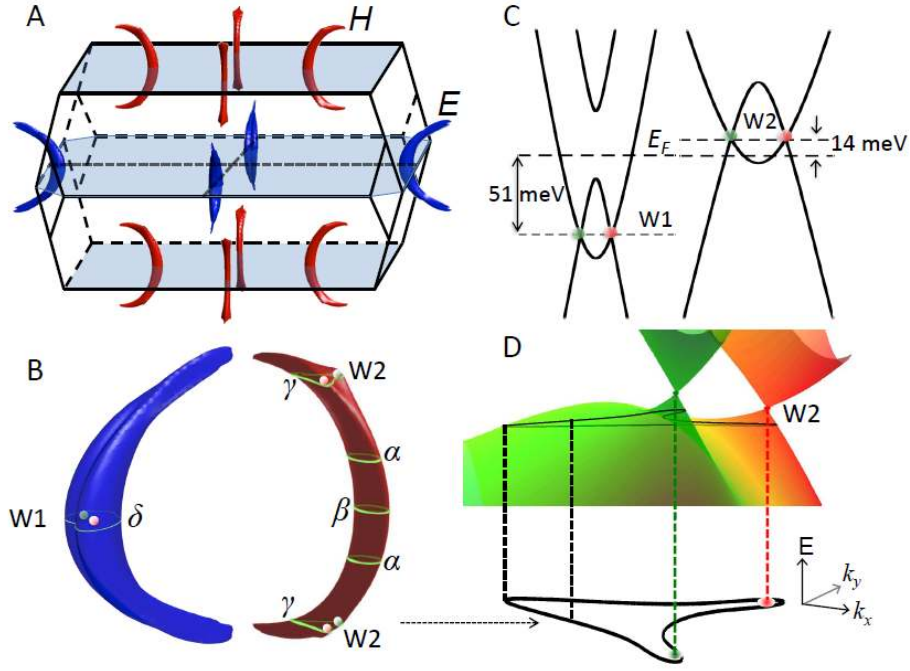 A
H
E
C
W2
E_F
14 meV
51 meV
W1
B
W2
γ
α
W1
δ
β
α
γ
W2
D
W2
E
k_y
k_x